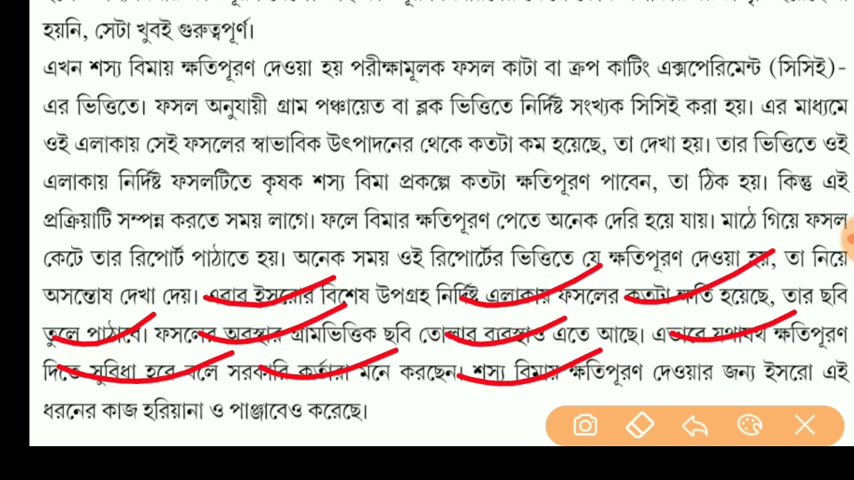 হয়নি, সেটা খুবই গুরুত্বপূর্ণ।
এখন শস্য বিমায় ক্ষতিপূরণ দেওয়া হয় পরীক্ষামূলক ফসল কাটা বা ক্রপ কাটিং এক্সপেরিমেন্ট (সিসিই)-
এর ভিত্তিতে। ফসল অনুযায়ী গ্রাম পঞ্চায়েত বা ব্লক ভিত্তিতে নির্দিষ্ট সংখ্যক সিসিই করা হয়। এর মাধ্যমে
ওই এলাকায় সেই ফসলের স্বাভাবিক উৎপাদনের থেকে কতটা কম হয়েছে, তা দেখা হয়। তার ভিত্তিতে ওই
এলাকায় নির্দিষ্ট ফসলটিতে কৃষক শস্য বিমা প্রকল্পে কতটা ক্ষতিপূরণ পাবেন, তা ঠিক হয়। কিন্তু এই
প্রক্রিয়াটি সম্পন্ন করতে সময় লাগে। ফলে বিমার ক্ষতিপূরণ পেতে অনেক দেরি হয়ে যায়। মাঠে গিয়ে ফসল
কেটে তার রিপোর্ট পাঠাতে হয়। অনেক সময় ওই রিপোর্টের ভিত্তিতে যে ক্ষতিপূরণ দেওয়া হয়, তা নিয়ে
অসন্তোষ দেখা দেয়। এবার ইসরোর বিশেষ উপগ্রহ নির্দিষ্ট এলাকায় ফসলের কতটা ক্ষতি হয়েছে, তার ছবি
তুলে পাঠাবে। ফসলের অবস্থার গ্রামভিত্তিক ছবি তোলার ব্যবস্থাও এতে আছে। এভাবে যথাযথ ক্ষতিপূরণ
দিতে সুবিধা হবে বলে সরকারি কর্তারা মনে করছেন। শস্য বিমায় ক্ষতিপূরণ দেওয়ার জন্য ইসরো এই
ধরনের কাজ হরিয়ানা ও পাঞ্জাবেও করেছে।